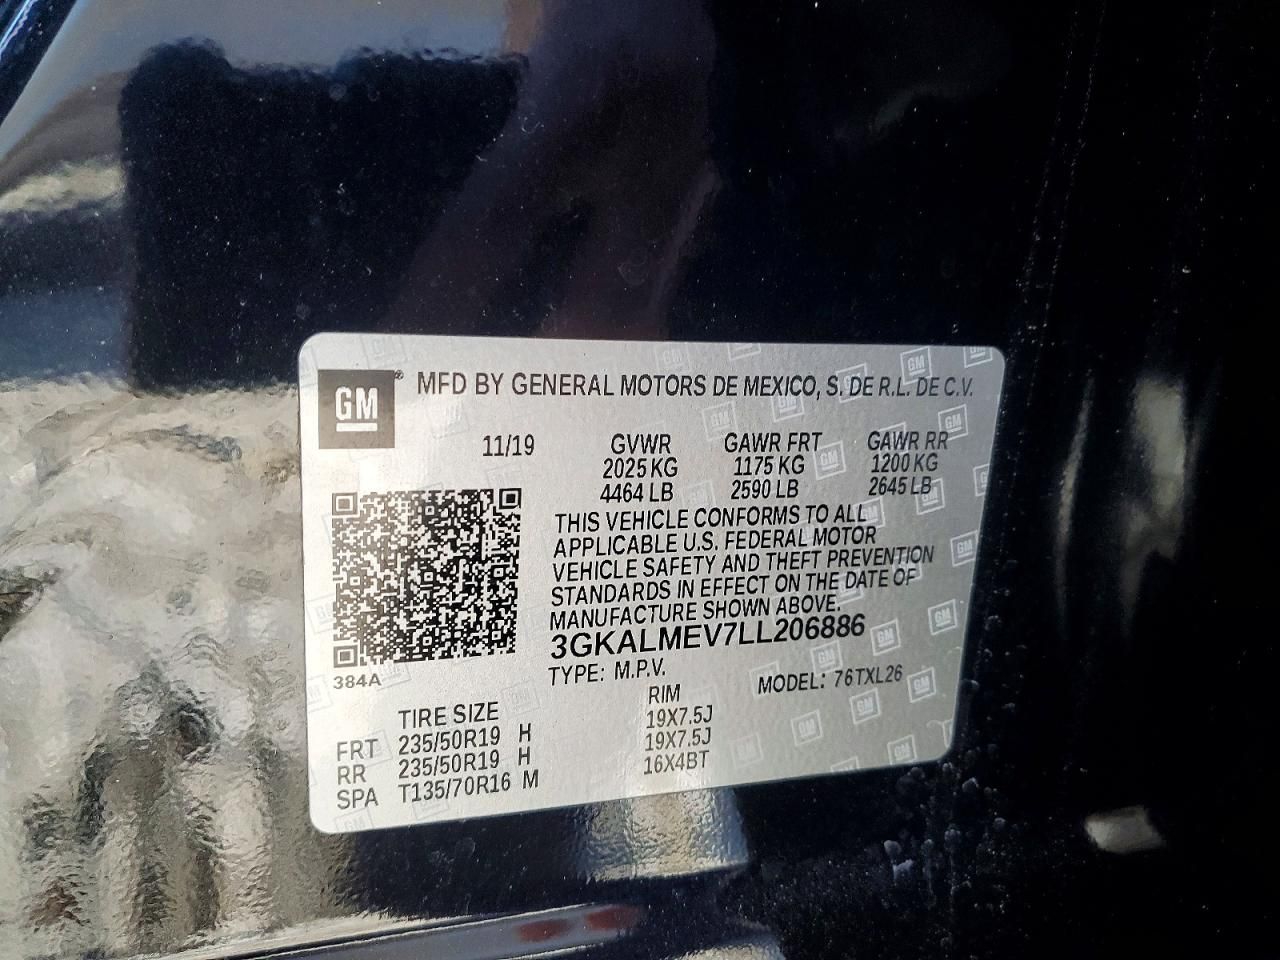 GM® MFD BY GENERAL MOTORS DE MEXICO, S. DE R.L. DE C.V.
11/19 GVWR GAWR FRT GAWR RR
2025 KG 1175 KG 1200 KG
4464 LB 2590 LB 2645 LB
THIS VEHICLE CONFORMS TO ALL
APPLICABLE U.S. FEDERAL MOTOR
VEHICLE SAFETY AND THEFT PREVENTION
STANDARDS IN EFFECT ON THE DATE OF
MANUFACTURE SHOWN ABOVE.
3GKALMEV7LL206886
384A
TYPE: M.P.V. MODEL: 76TXL26
TIRE SIZE RIM
FRT 235/50R19 H 19X7.5J
RR 235/50R19 H 19X7.5J
SPA T135/70R16 M 16X4BT